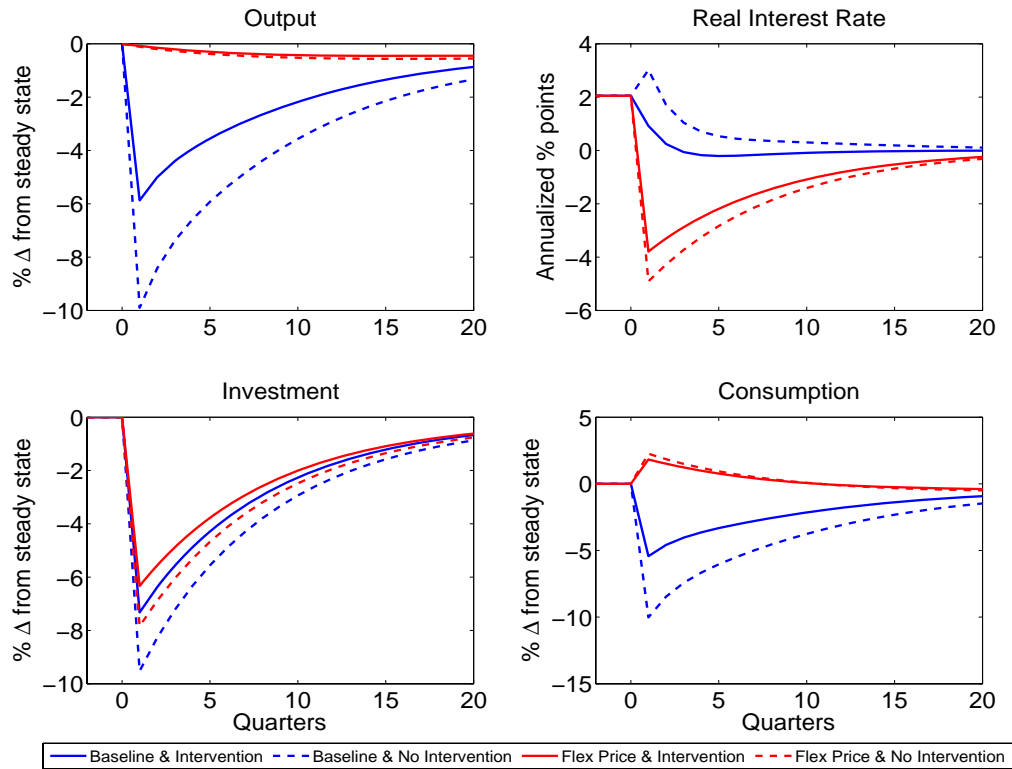 Output
% Δ from steady state
0
−2
−4
−6
−8
−10
0 5 10 15 20
Real Interest Rate
Annualized % points
4
2
0
−2
−4
−6
0 5 10 15 20
Investment
% Δ from steady state
0
−2
−4
−6
−8
−10
0 5 10 15 20
Quarters
Consumption
% Δ from steady state
5
0
−5
−10
−15
0 5 10 15 20
Quarters
Baseline & Intervention Baseline & No Intervention Flex Price & Intervention Flex Price & No Intervention